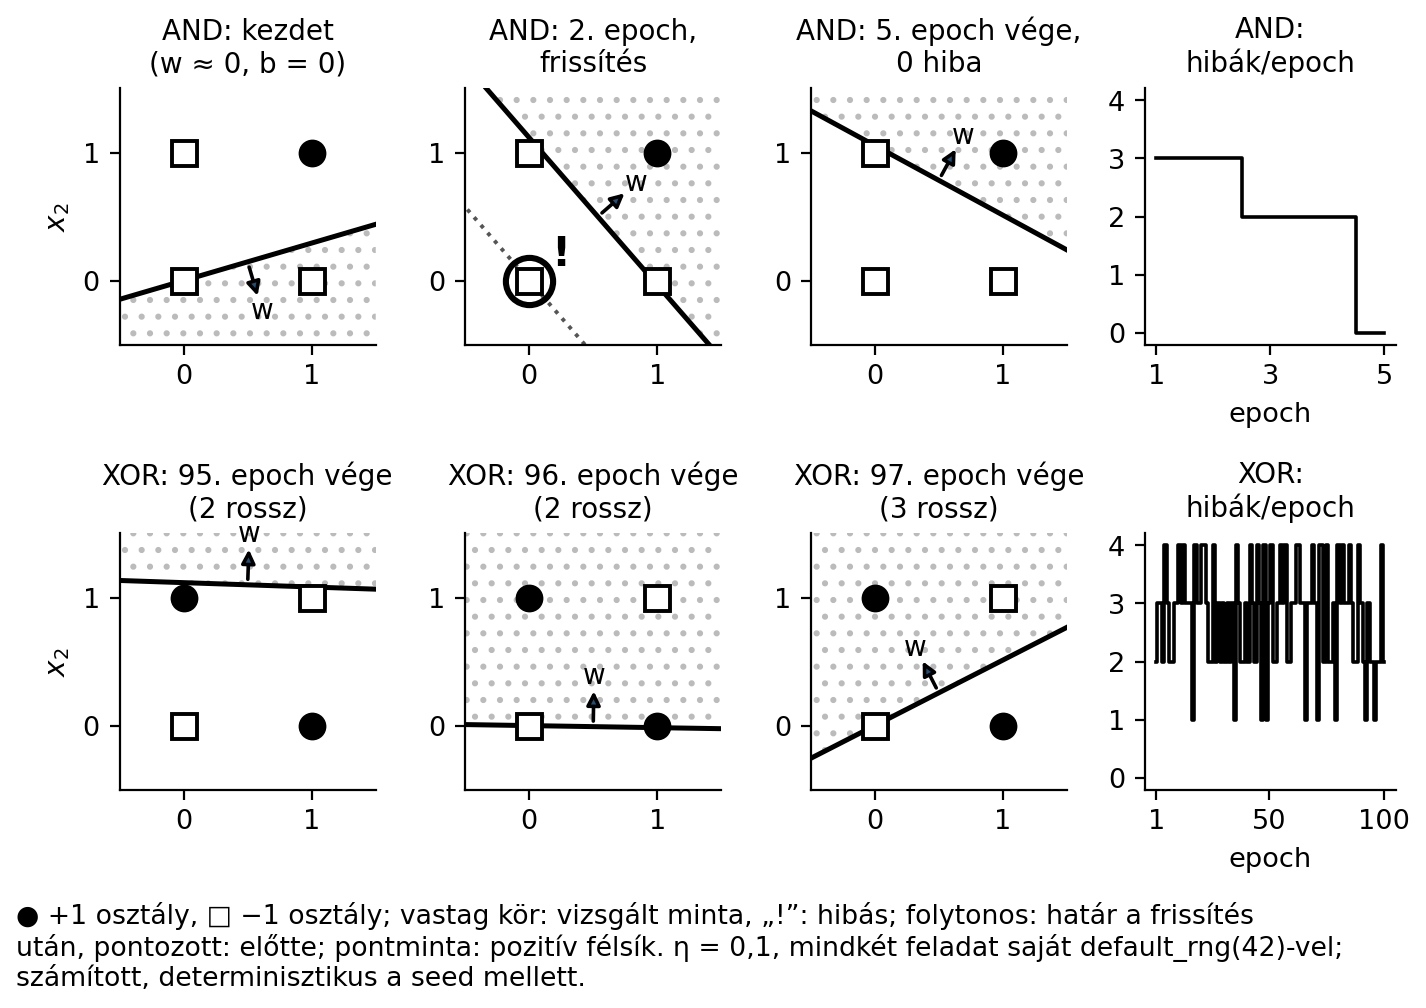 AND: kezdet
(w ≈ 0, b = 0)
AND: 2. epoch,
frissítés
AND: 5. epoch vége,
0 hiba
AND:
hibák/epoch
x₂
1
0
w
0
1
1
0
!
w
0
1
1
0
w
0
1
4
3
2
1
0
1
3
5
epoch
XOR: 95. epoch vége
(2 rossz)
XOR: 96. epoch vége
(2 rossz)
XOR: 97. epoch vége
(3 rossz)
XOR:
hibák/epoch
x₂
1
0
w
0
1
1
0
w
0
1
1
0
w
0
1
4
3
2
1
0
1
50
100
epoch
● +1 osztály, □ −1 osztály; vastag kör: vizsgált minta, „!”: hibás; folytonos: határ a frissítés
után, pontozott: előtte; pontminta: pozitív félsík. η = 0,1, mindkét feladat saját default_rng(42)-vel;
számított, determinisztikus a seed mellett.